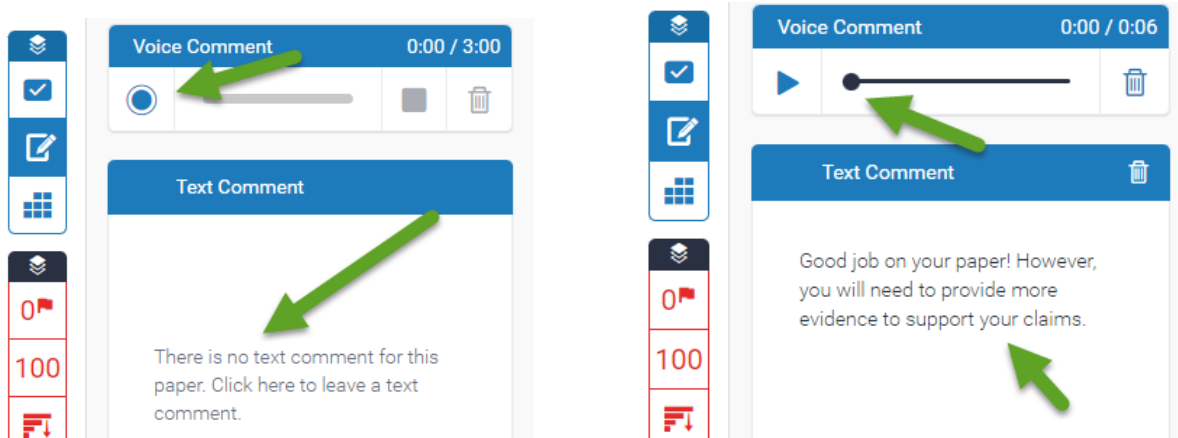 Voice Comment 0:00 / 3:00
Text Comment
There is no text comment for this
paper. Click here to leave a text
comment.
0
100
Voice Comment 0:00 / 0:06
Text Comment
Good job on your paper! However,
you will need to provide more
evidence to support your claims.
0
100